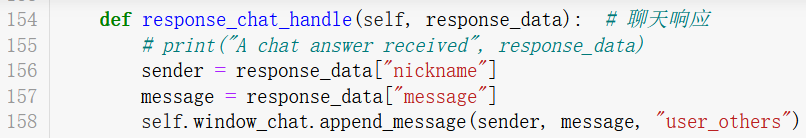 154 def response_chat_handle(self, response_data):  # 聊天响应
155 # print("A chat answer received", response_data)
156 sender = response_data["nickname"]
157 message = response_data["message"]
158 self.window_chat.append_message(sender, message, "user_others")